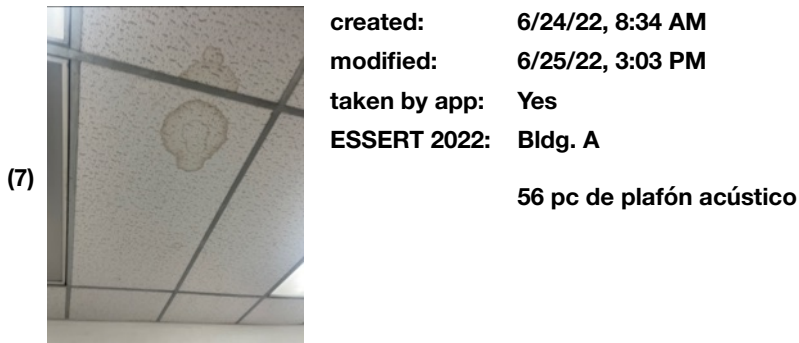 created: 6/24/22, 8:34 AM
modified: 6/25/22, 3:03 PM
taken by app: Yes
ESSERT 2022: Bldg. A
(7)
56 pc de plafón acústico